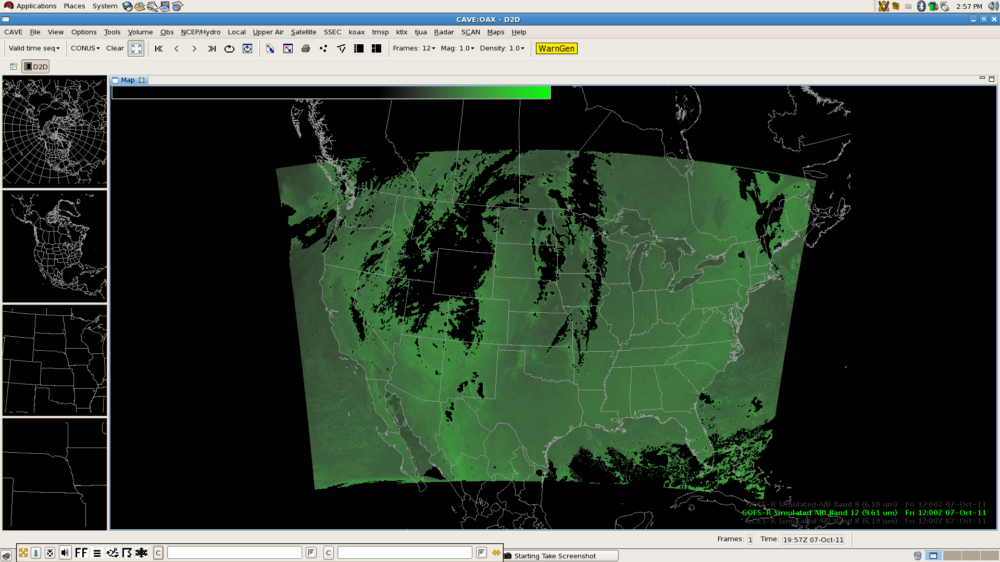 Applications Places System 2:57 PM
CAVE:OAX - D2D
CAVE File View Options Tools Volume Obs NCEP/Hydro Local Upper Air Satellite SSEC koax tmsp ktlx tjua Radar SCAN Maps Help
Valid time seq CONUS Clear Frames: 12 Mag: 1.0 Density: 1.0 WarnGen
D2D
Map
GOES-R Simulated ABI Band 8 (6.19 um) Fri 12:00Z 07-Oct-11
GOES-R Simulated ABI Band 12 (9.61 um) Fri 12:00Z 07-Oct-11
* GOES-R Simulated ABI Band 8 (6.19 um) Fri 12:00Z 07-Oct-11
Frames: 1 Time: 19:57Z 07-Oct-11
FF C C
Starting Take Screenshot